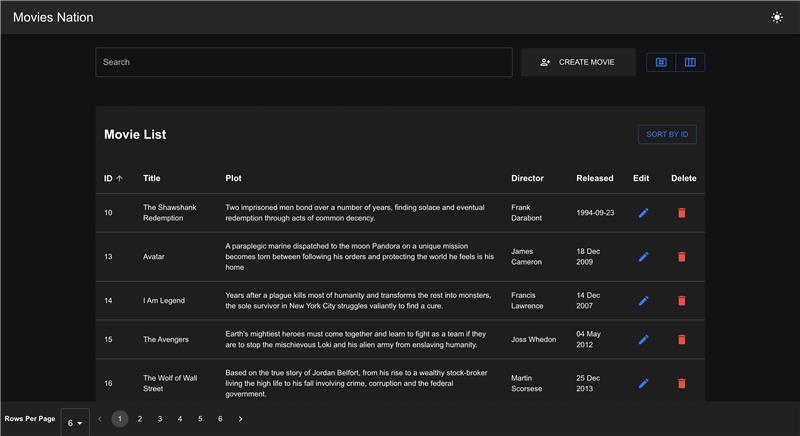 Movies Nation
Search
CREATE MOVIE
Movie List
SORT BY ID
ID Title Plot Director Released Edit Delete
10
The Shawshank
Redemption
Two imprisoned men bond over a number of years, finding solace and eventual
redemption through acts of common decency.
Frank
Darabont
1994-09-23
13
Avatar
A paraplegic marine dispatched to the moon Pandora on a unique mission
becomes torn between following his orders and protecting the world he feels is his
home
James
Cameron
18 Dec
2009
14
I Am Legend
Years after a plague kills most of humanity and transforms the rest into monsters,
the sole survivor in New York City struggles valiantly to find a cure.
Francis
Lawrence
14 Dec
2007
15
The Avengers
Earth's mightiest heroes must come together and learn to fight as a team if they
are to stop the mischievous Loki and his alien army from enslaving humanity.
Joss Whedon
04 May
2012
16
The Wolf of Wall
Street
Based on the true story of Jordan Belfort, from his rise to a wealthy stock-broker
living the high life to his fall involving crime, corruption and the federal
government.
Martin
Scorsese
25 Dec
2013
Rows Per Page 6 1 2 3 4 5 6